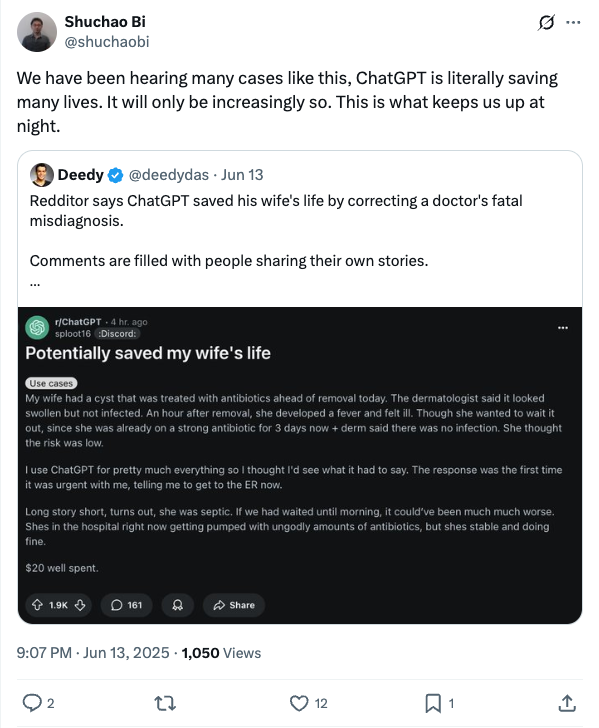 Shuchao Bi
@shuchaobi
We have been hearing many cases like this, ChatGPT is literally saving
many lives. It will only be increasingly so. This is what keeps us up at
night.
Deedy @deedydas · Jun 13
Redditor says ChatGPT saved his wife's life by correcting a doctor's fatal
misdiagnosis.
Comments are filled with people sharing their own stories.
...
r/ChatGPT · 4 hr. ago
sploot16 :Discord:
Potentially saved my wife's life
Use cases
My wife had a cyst that was treated with antibiotics ahead of removal today. The dermatologist said it looked
swollen but not infected. An hour after removal, she developed a fever and felt ill. Though she wanted to wait it
out, since she was already on a strong antibiotic for 3 days now + derm said there was no infection. She thought
the risk was low.
I use ChatGPT for pretty much everything so I thought I'd see what it had to say. The response was the first time
it was urgent with me, telling me to get to the ER now.
Long story short, turns out, she was septic. If we had waited until morning, it could've been much much worse.
Shes in the hospital right now getting pumped with ungodly amounts of antibiotics, but shes stable and doing
fine.
$20 well spent.
1.9K 161 Share
9:07 PM · Jun 13, 2025 · 1,050 Views
2 12 1